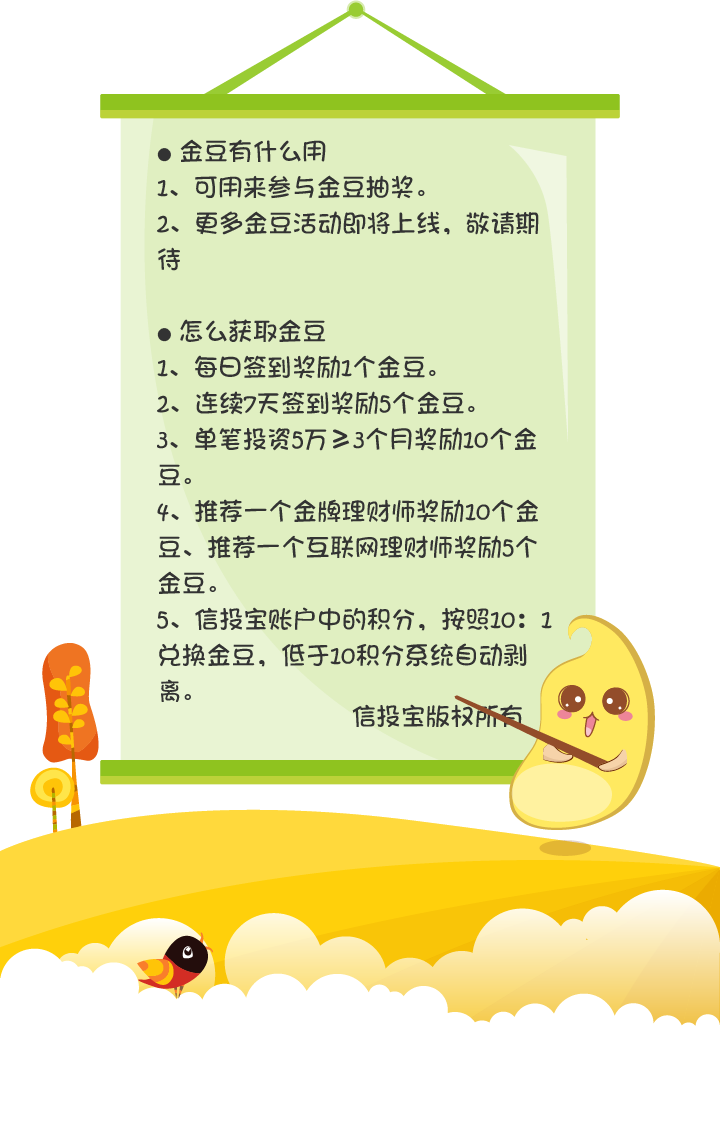 ● 金豆有什么用
1、可用来参与金豆抽奖。
2、更多金豆活动即将上线，敬请期
待
● 怎么获取金豆
1、每日签到奖励1个金豆。
2、连续7天签到奖励5个金豆。
3、单笔投资5万≥3个月奖励10个金
豆。
4、推荐一个金牌理财师奖励10个金
豆、推荐一个互联网理财师奖励5个
金豆。
5、信投宝账户中的积分，按照10：1
兑换金豆，低于10积分系统自动剥
离。
信投宝版权所有